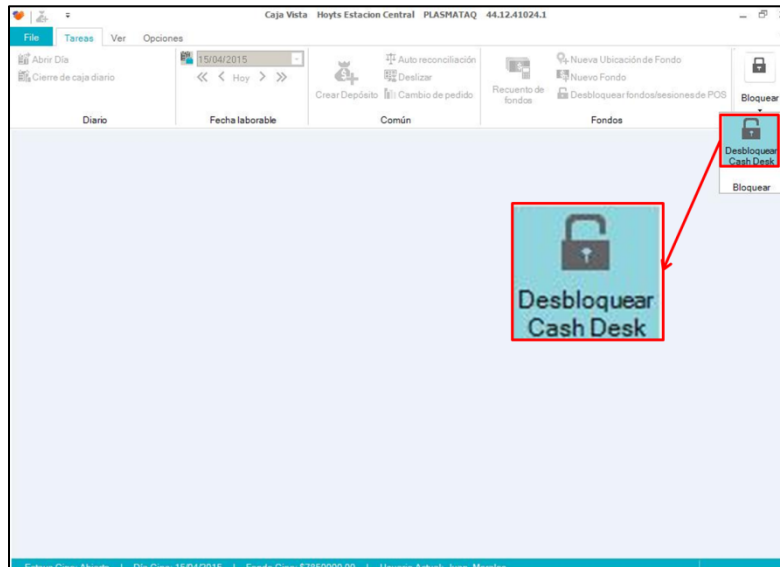 Caja Vista Hoyts Estacion Central PLASMATAQ 44.12.41024.1
File Tareas Ver Opciones
Abrir Día
Cierre de caja diario
Diario
15/04/2015
Hoy
Fecha laborable
Crear Depósito
Auto reconciliación
Deslizar
Cambio de pedido
Común
Recuento de
fondos
Nueva Ubicación de Fondo
Nuevo Fondo
Desbloquear fondos/sesiones de POS
Fondos
Bloquear
Desbloquear
Cash Desk
Bloquear
Desbloquear
Cash Desk